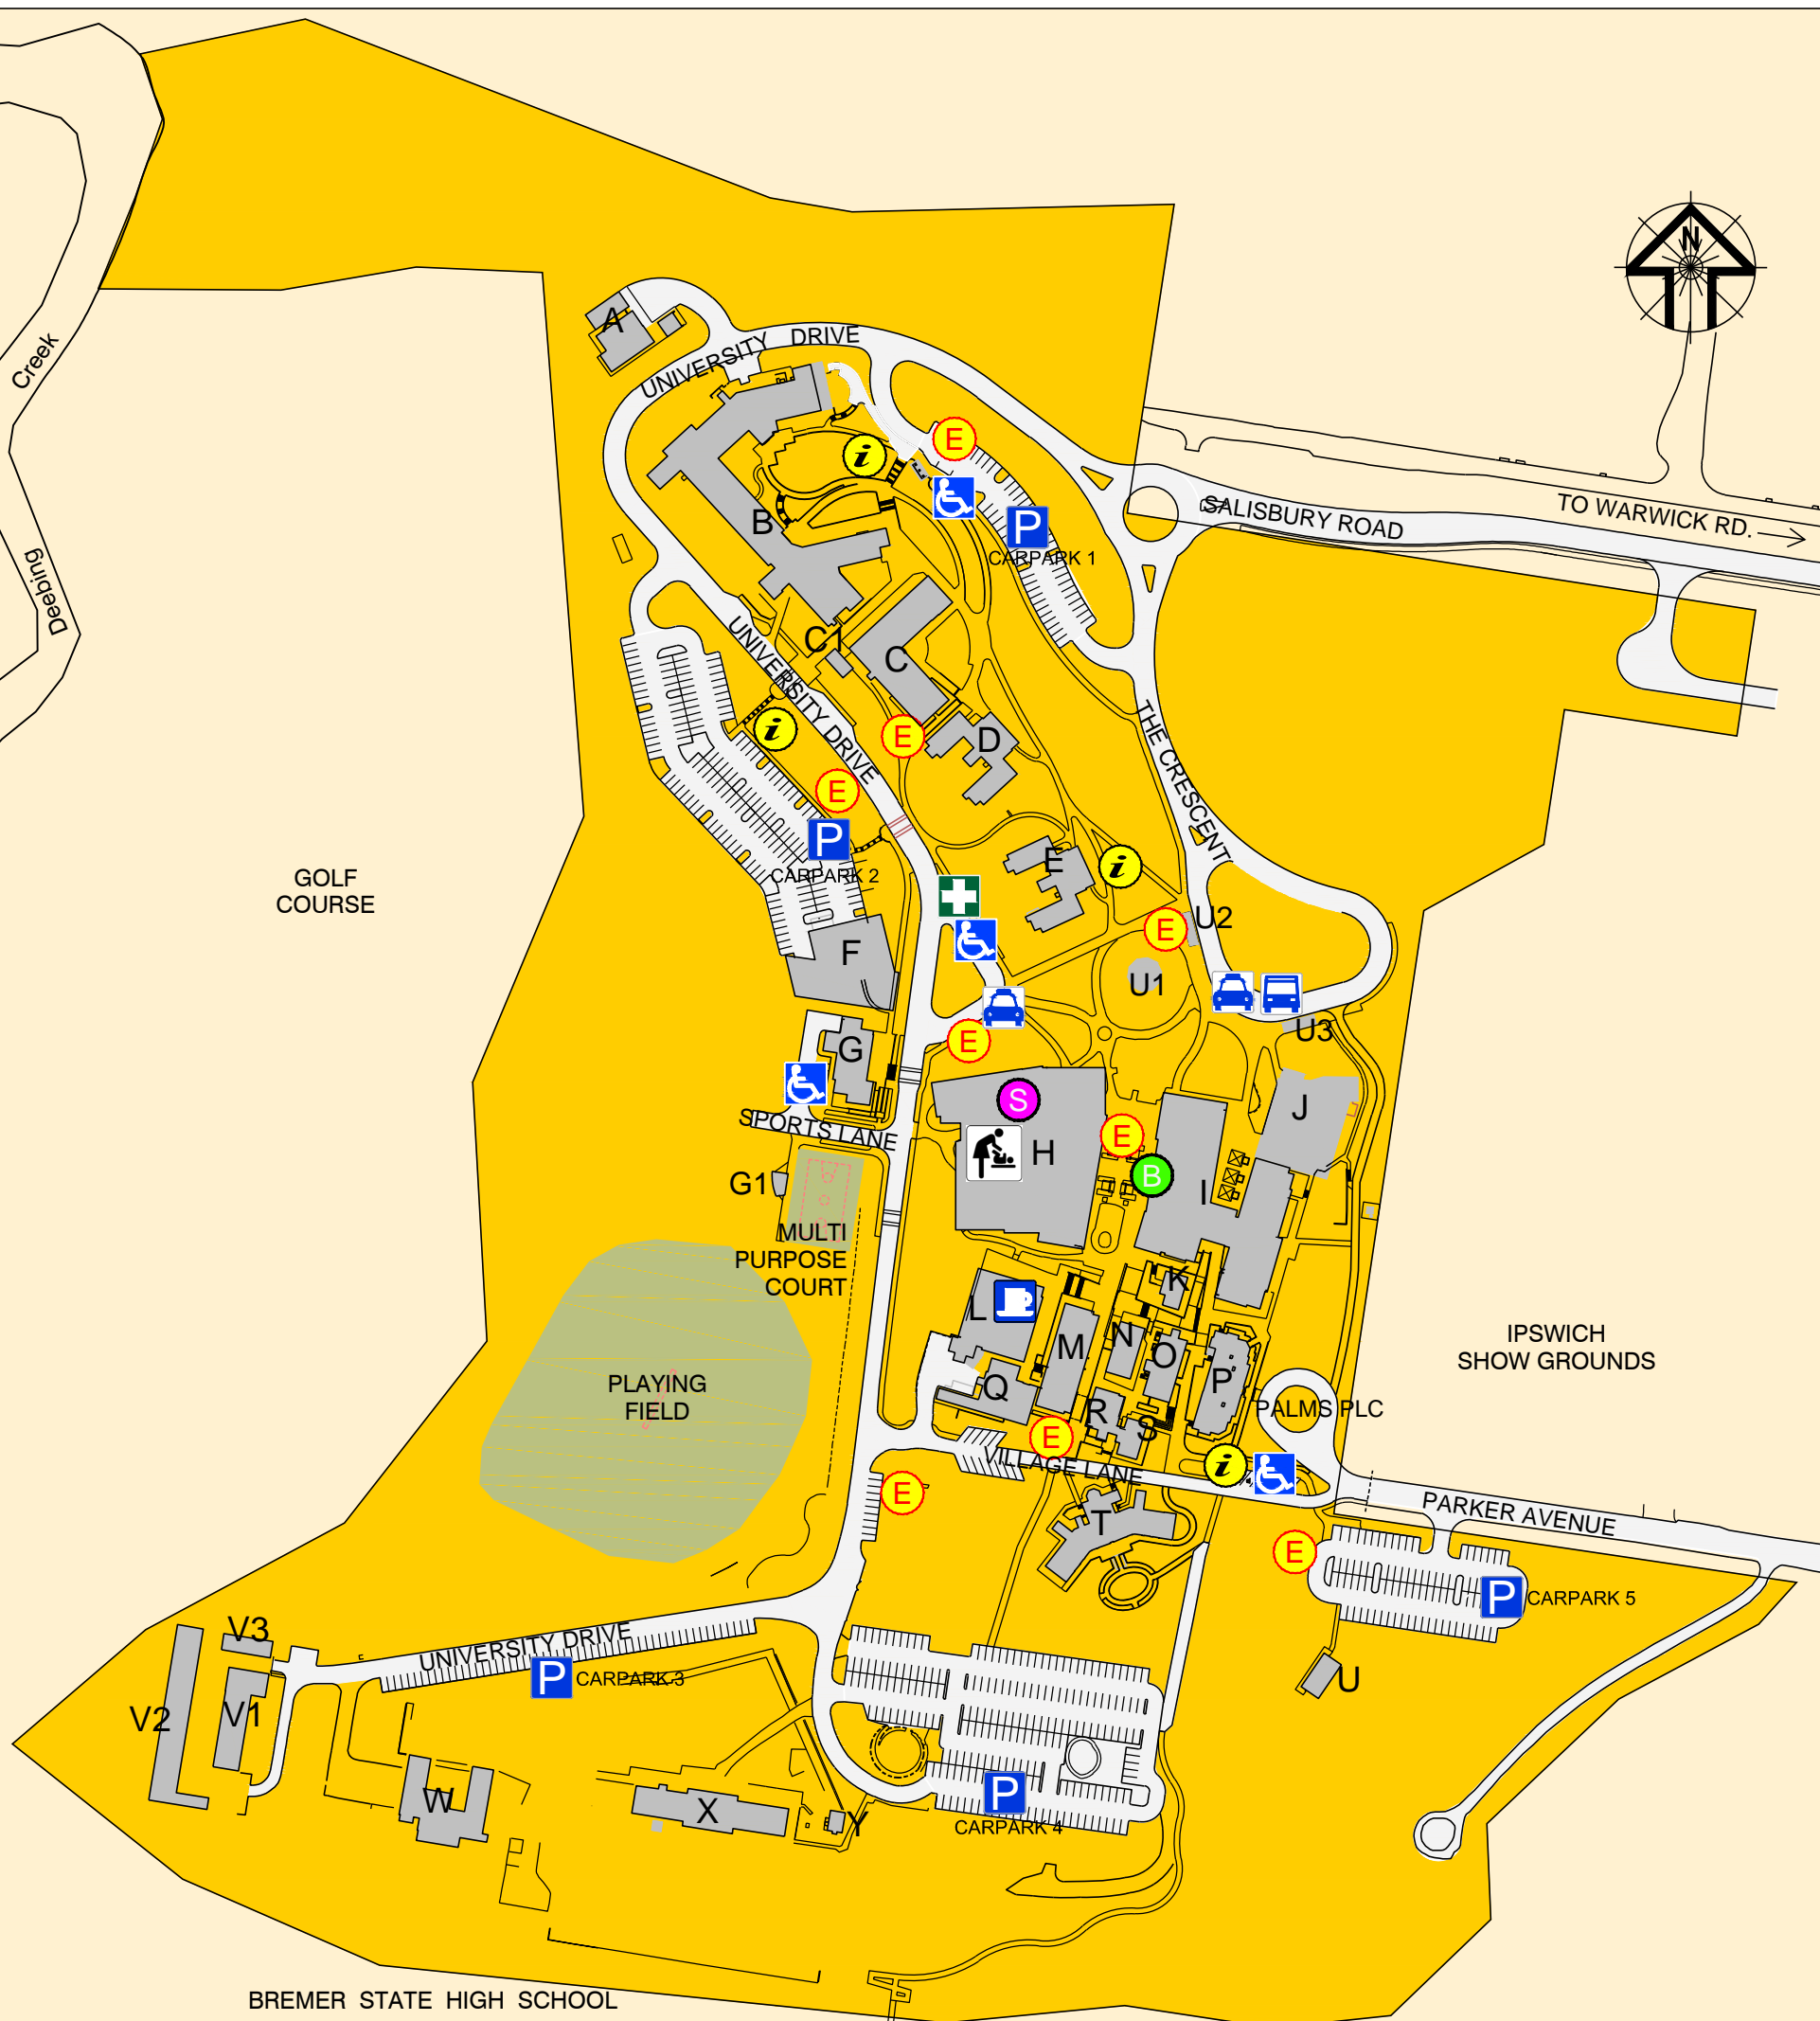 N
A
UNIVERSITY DRIVE
Creek
E
i
B
P
CARPARK 1
SALISBURY ROAD
TO WARWICK RD.
Deebing
C1
C
UNIVERSITY DRIVE
i
E
D
THE CRESCENT
E
P
CARPARK 2
E
i
GOLF
COURSE
U2
E
F
U1
U3
E
G
S
J
SPORTS LANE
E
H
B
I
G1
MULTI
PURPOSE
COURT
K
L
N
M
O
P
IPSWICH
SHOW GROUNDS
PLAYING
FIELD
Q
R
S
PALMS PLC
E
VILLAGE LANE
i
E
PARKER AVENUE
T
E
P
CARPARK 5
V3
UNIVERSITY DRIVE
P
CARPARK 3
U
V2
V1
W
X
Y
P
CARPARK 4
BREMER STATE HIGH SCHOOL